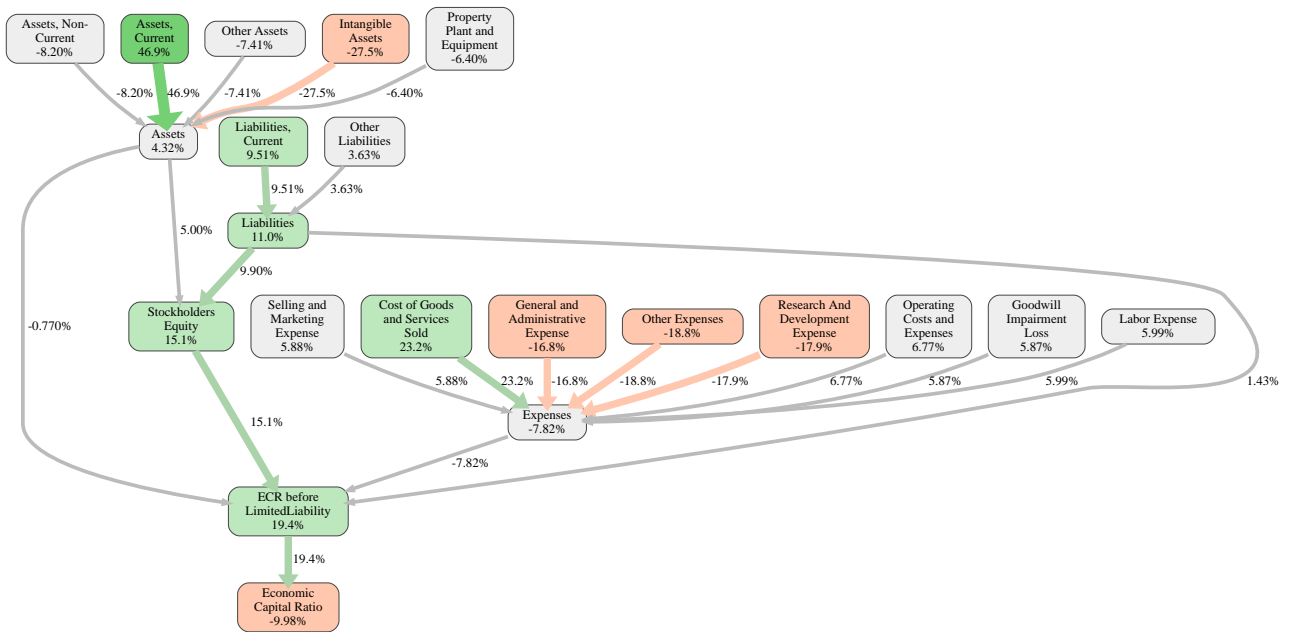 Assets, Non-
Current
-8.20%
Assets,
Current
46.9%
Other Assets
-7.41%
Intangible
Assets
-27.5%
Property
Plant and
Equipment
-6.40%
-8.20%
46.9%
-7.41%
-27.5%
-6.40%
Assets
4.32%
Liabilities,
Current
9.51%
Other
Liabilities
3.63%
9.51%
3.63%
Liabilities
11.0%
5.00%
9.90%
-0.770%
Stockholders
Equity
15.1%
Selling and
Marketing
Expense
5.88%
Cost of Goods
and Services
Sold
23.2%
General and
Administrative
Expense
-16.8%
Other Expenses
-18.8%
Research And
Development
Expense
-17.9%
Operating
Costs and
Expenses
6.77%
Goodwill
Impairment
Loss
5.87%
Labor Expense
5.99%
5.88%
23.2%
-16.8%
-18.8%
-17.9%
6.77%
5.87%
5.99%
1.43%
Expenses
-7.82%
15.1%
-7.82%
ECR before
LimitedLiability
19.4%
19.4%
Economic
Capital Ratio
-9.98%